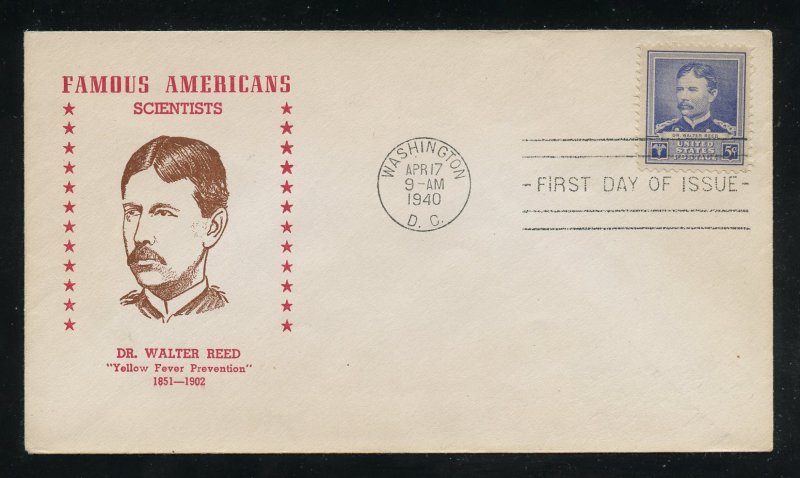 FAMOUS AMERICANS
SCIENTISTS
DR. WALTER REED
"Yellow Fever Prevention"
1851—1902
WASHINGTON
APR 17
9-AM
1940
D. C.
DR. WALTER REED
UNITED
STATES
POSTAGE
5¢
- FIRST DAY OF ISSUE -